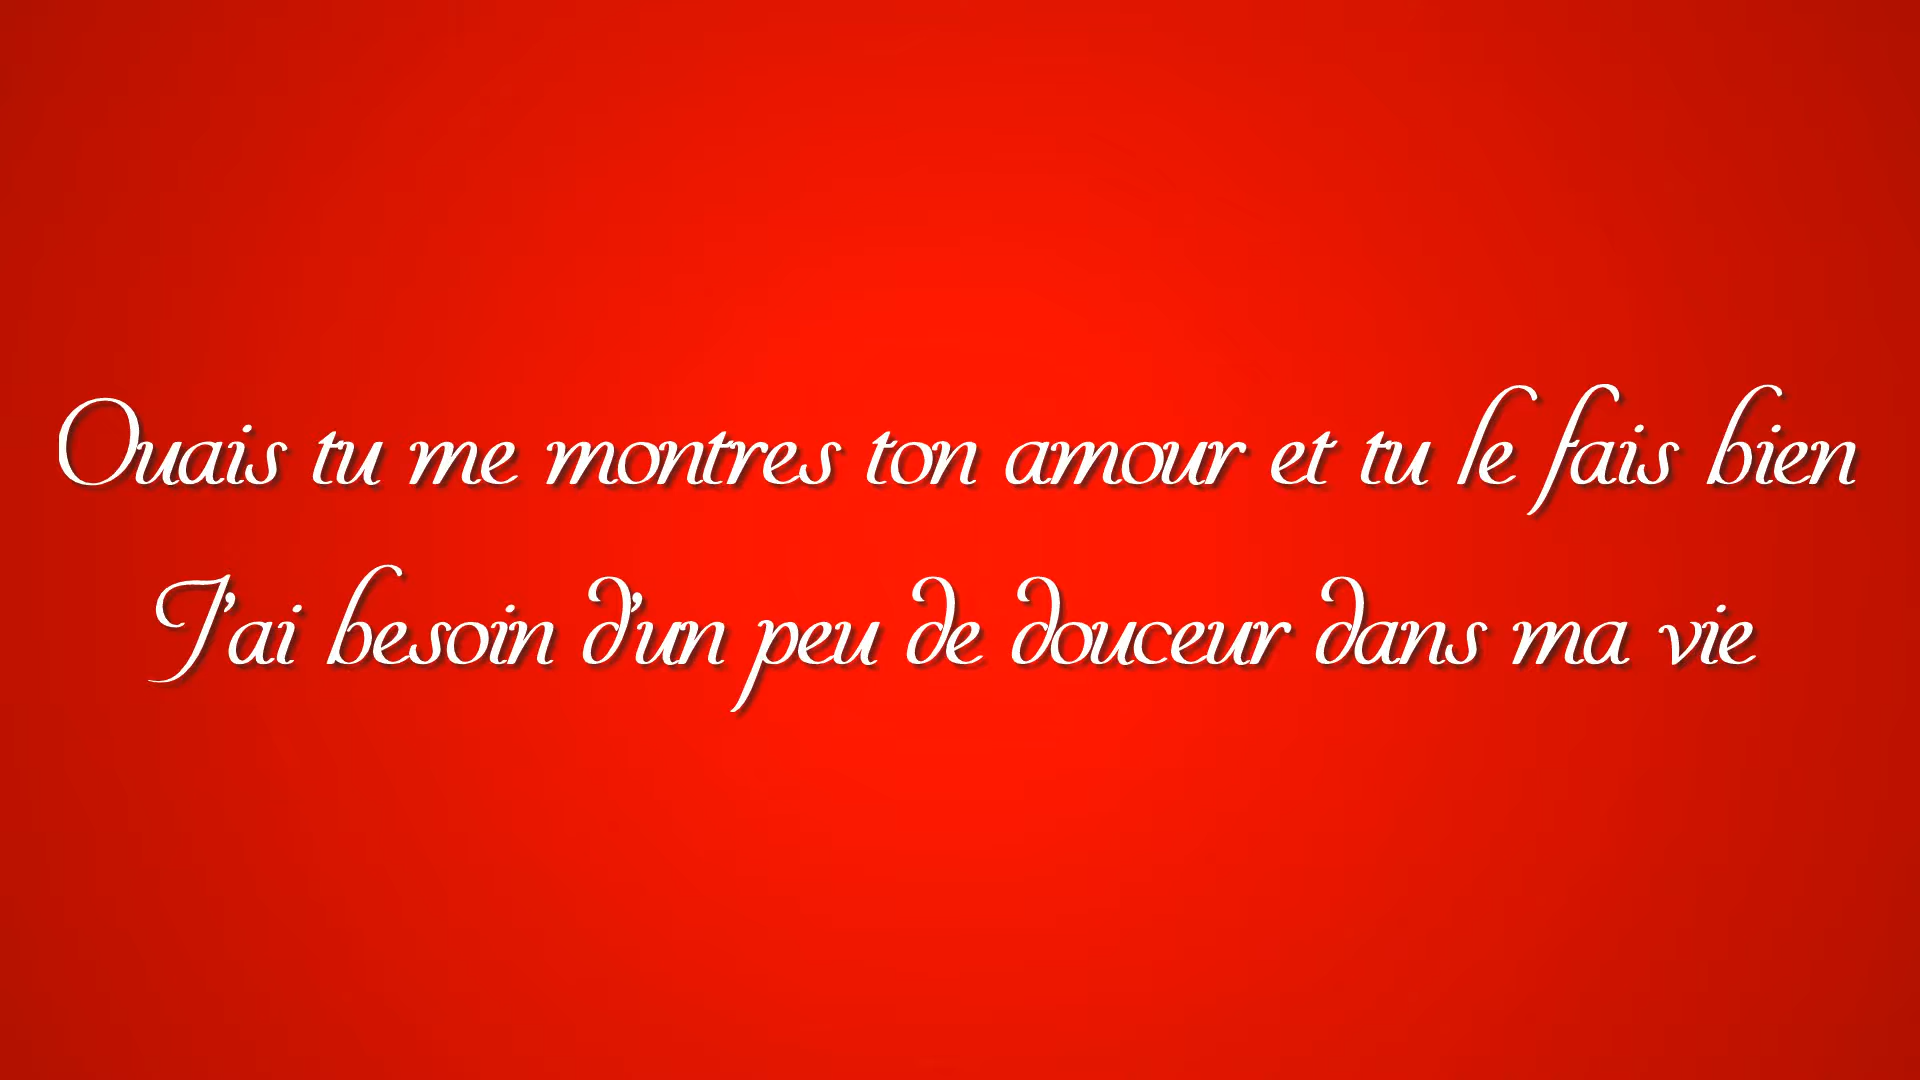 Ouais tu me montres ton amour et tu le fais bien
J'ai besoin d'un peu de douceur dans ma vie